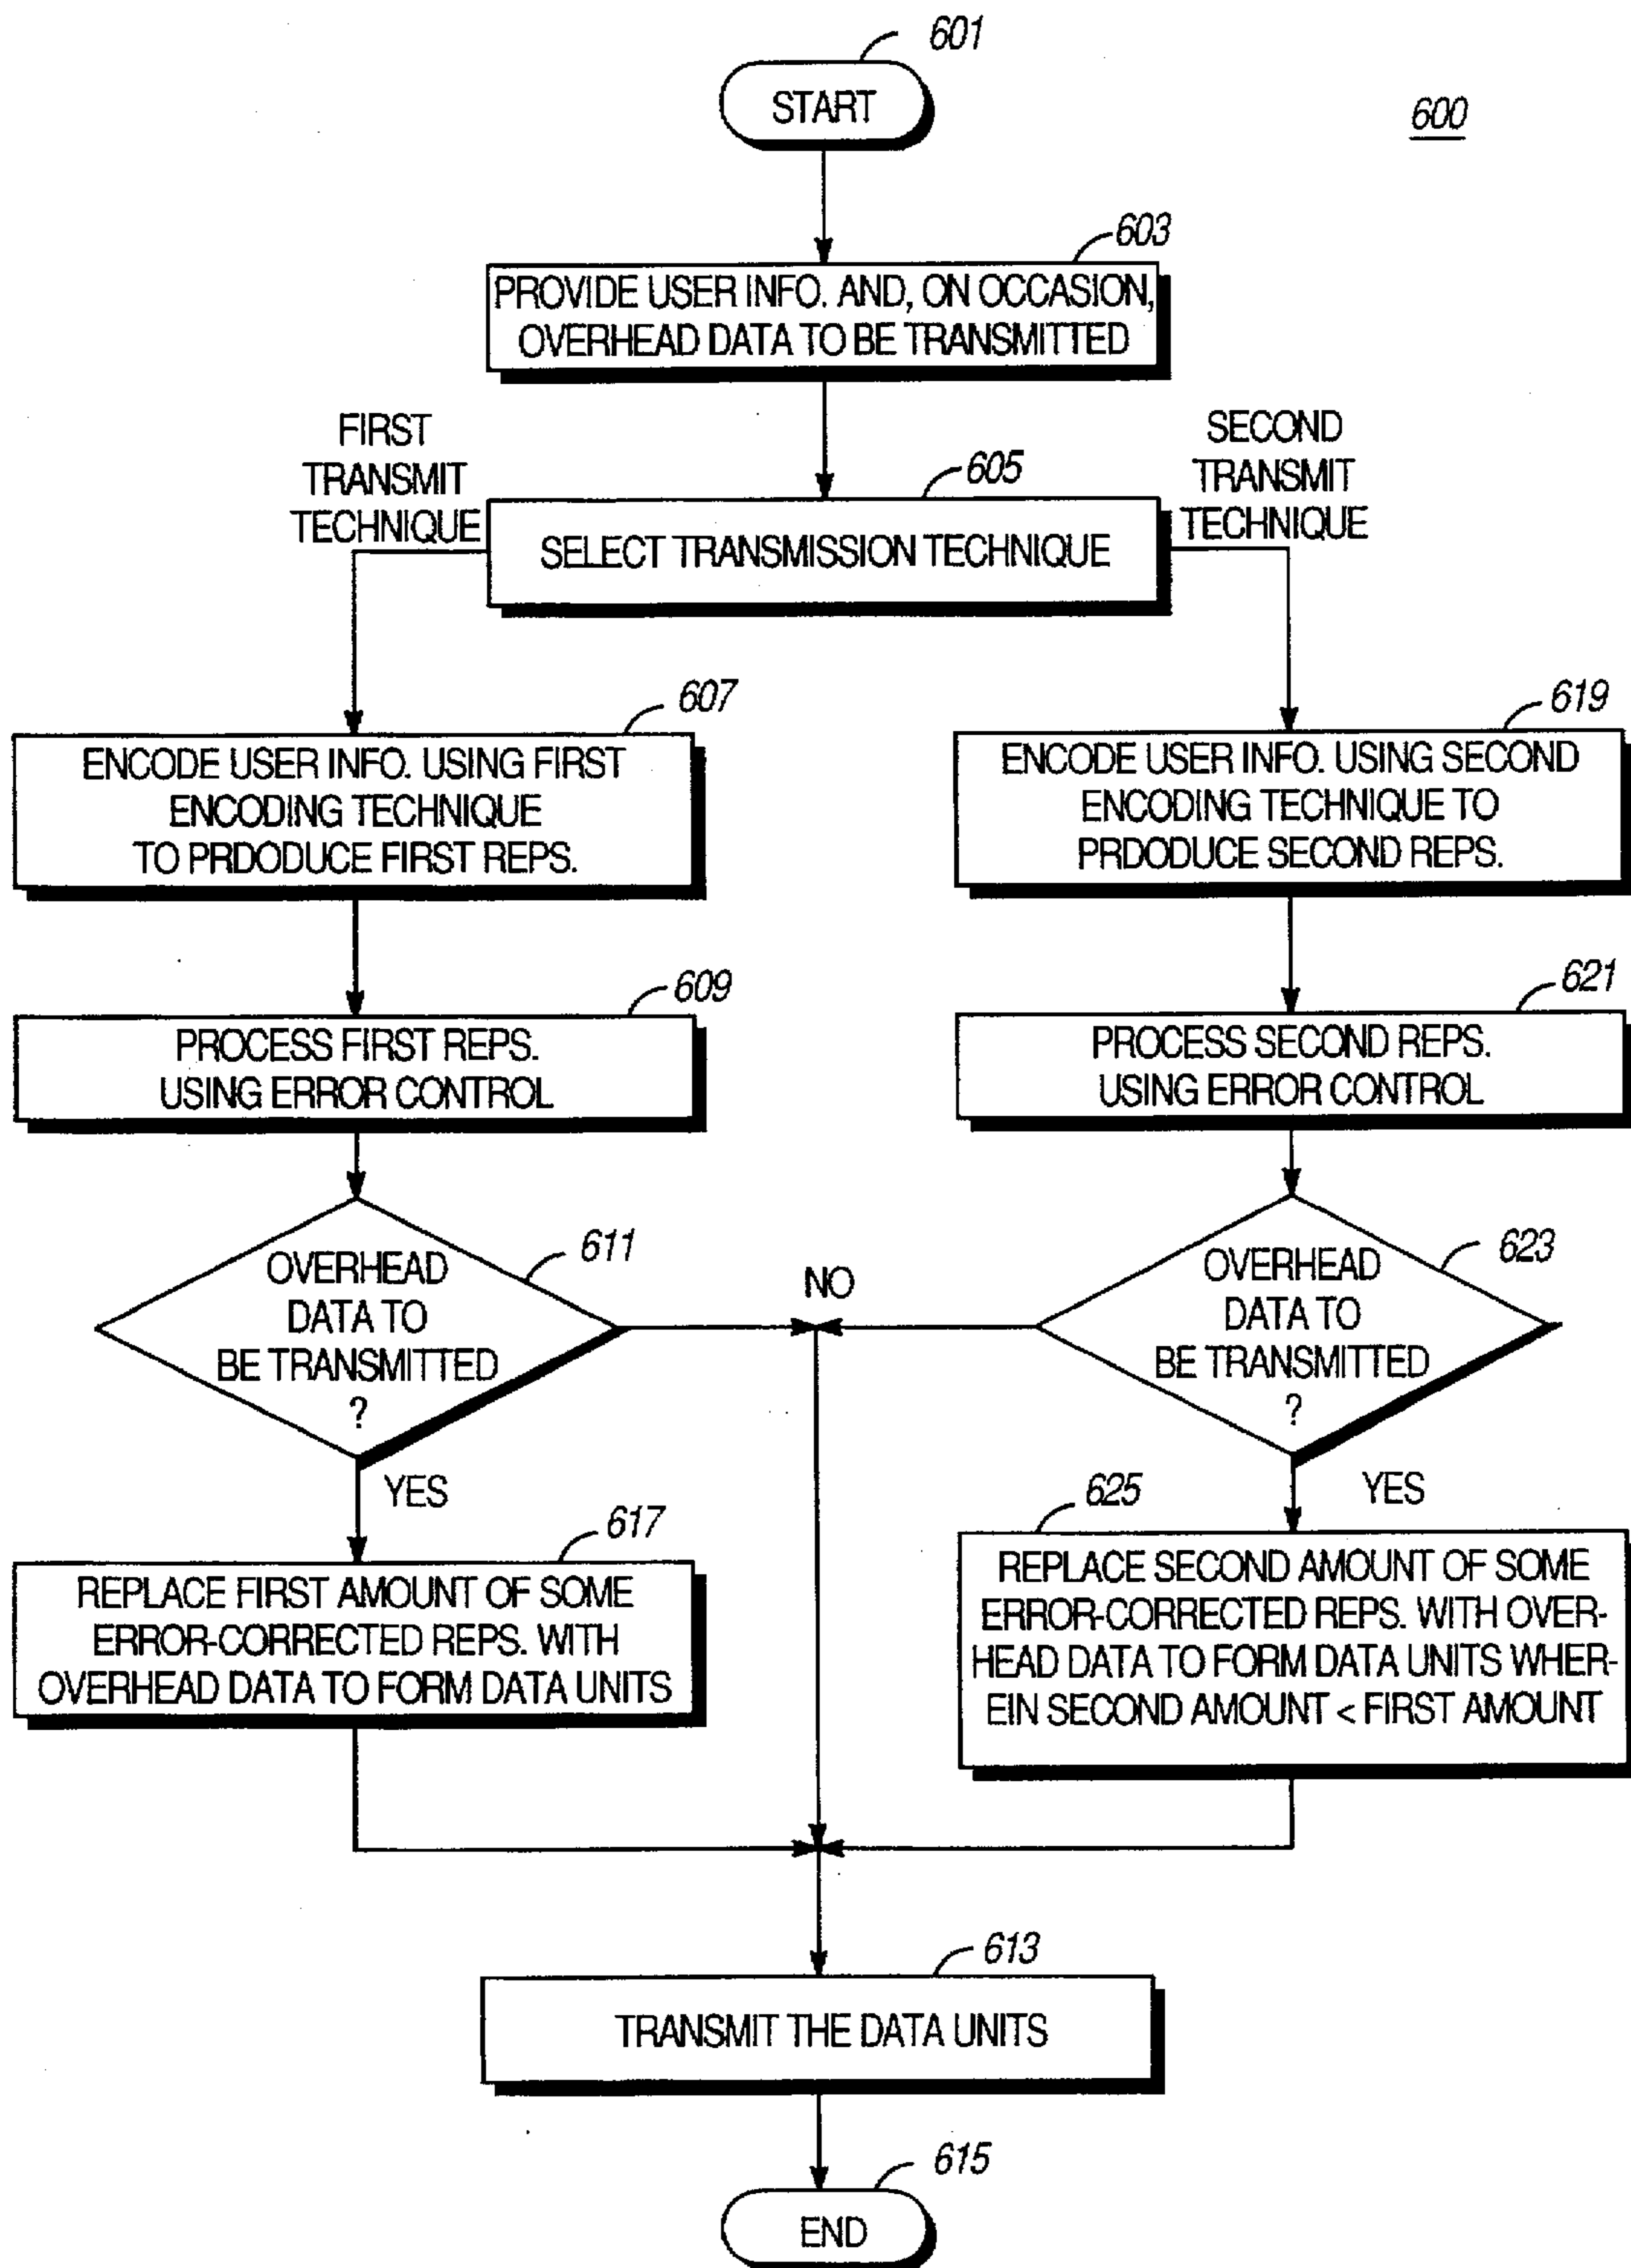 601
START
600
603
PROVIDE USER INFO. AND, ON OCCASION,
OVERHEAD DATA TO BE TRANSMITTED
FIRST
TRANSMIT
TECHNIQUE
SECOND
TRANSMIT
TECHNIQUE
605
SELECT TRANSMISSION TECHNIQUE
607
ENCODE USER INFO. USING FIRST
ENCODING TECHNIQUE
TO PRDODUCE FIRST REPS.
619
ENCODE USER INFO. USING SECOND
ENCODING TECHNIQUE TO
PRDODUCE SECOND REPS.
609
PROCESS FIRST REPS.
USING ERROR CONTROL
621
PROCESS SECOND REPS.
USING ERROR CONTROL
611
OVERHEAD
DATA TO
BE TRANSMITTED
?
NO
623
OVERHEAD
DATA TO
BE TRANSMITTED
?
YES
YES
617
REPLACE FIRST AMOUNT OF SOME
ERROR-CORRECTED REPS. WITH
OVERHEAD DATA TO FORM DATA UNITS
625
REPLACE SECOND AMOUNT OF SOME
ERROR-CORRECTED REPS. WITH OVER-
HEAD DATA TO FORM DATA UNITS WHER-
EIN SECOND AMOUNT < FIRST AMOUNT
613
TRANSMIT THE DATA UNITS
615
END